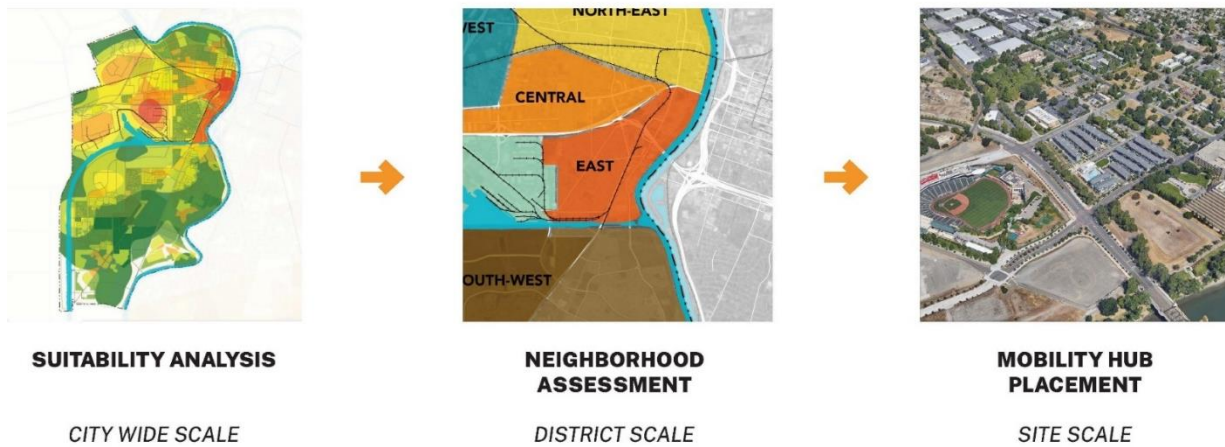 NORTH-EAST
CENTRAL
EAST
SUITABILITY ANALYSIS
NEIGHBORHOOD
ASSESSMENT
MOBILITY HUB
PLACEMENT
CITY WIDE SCALE
DISTRICT SCALE
SITE SCALE